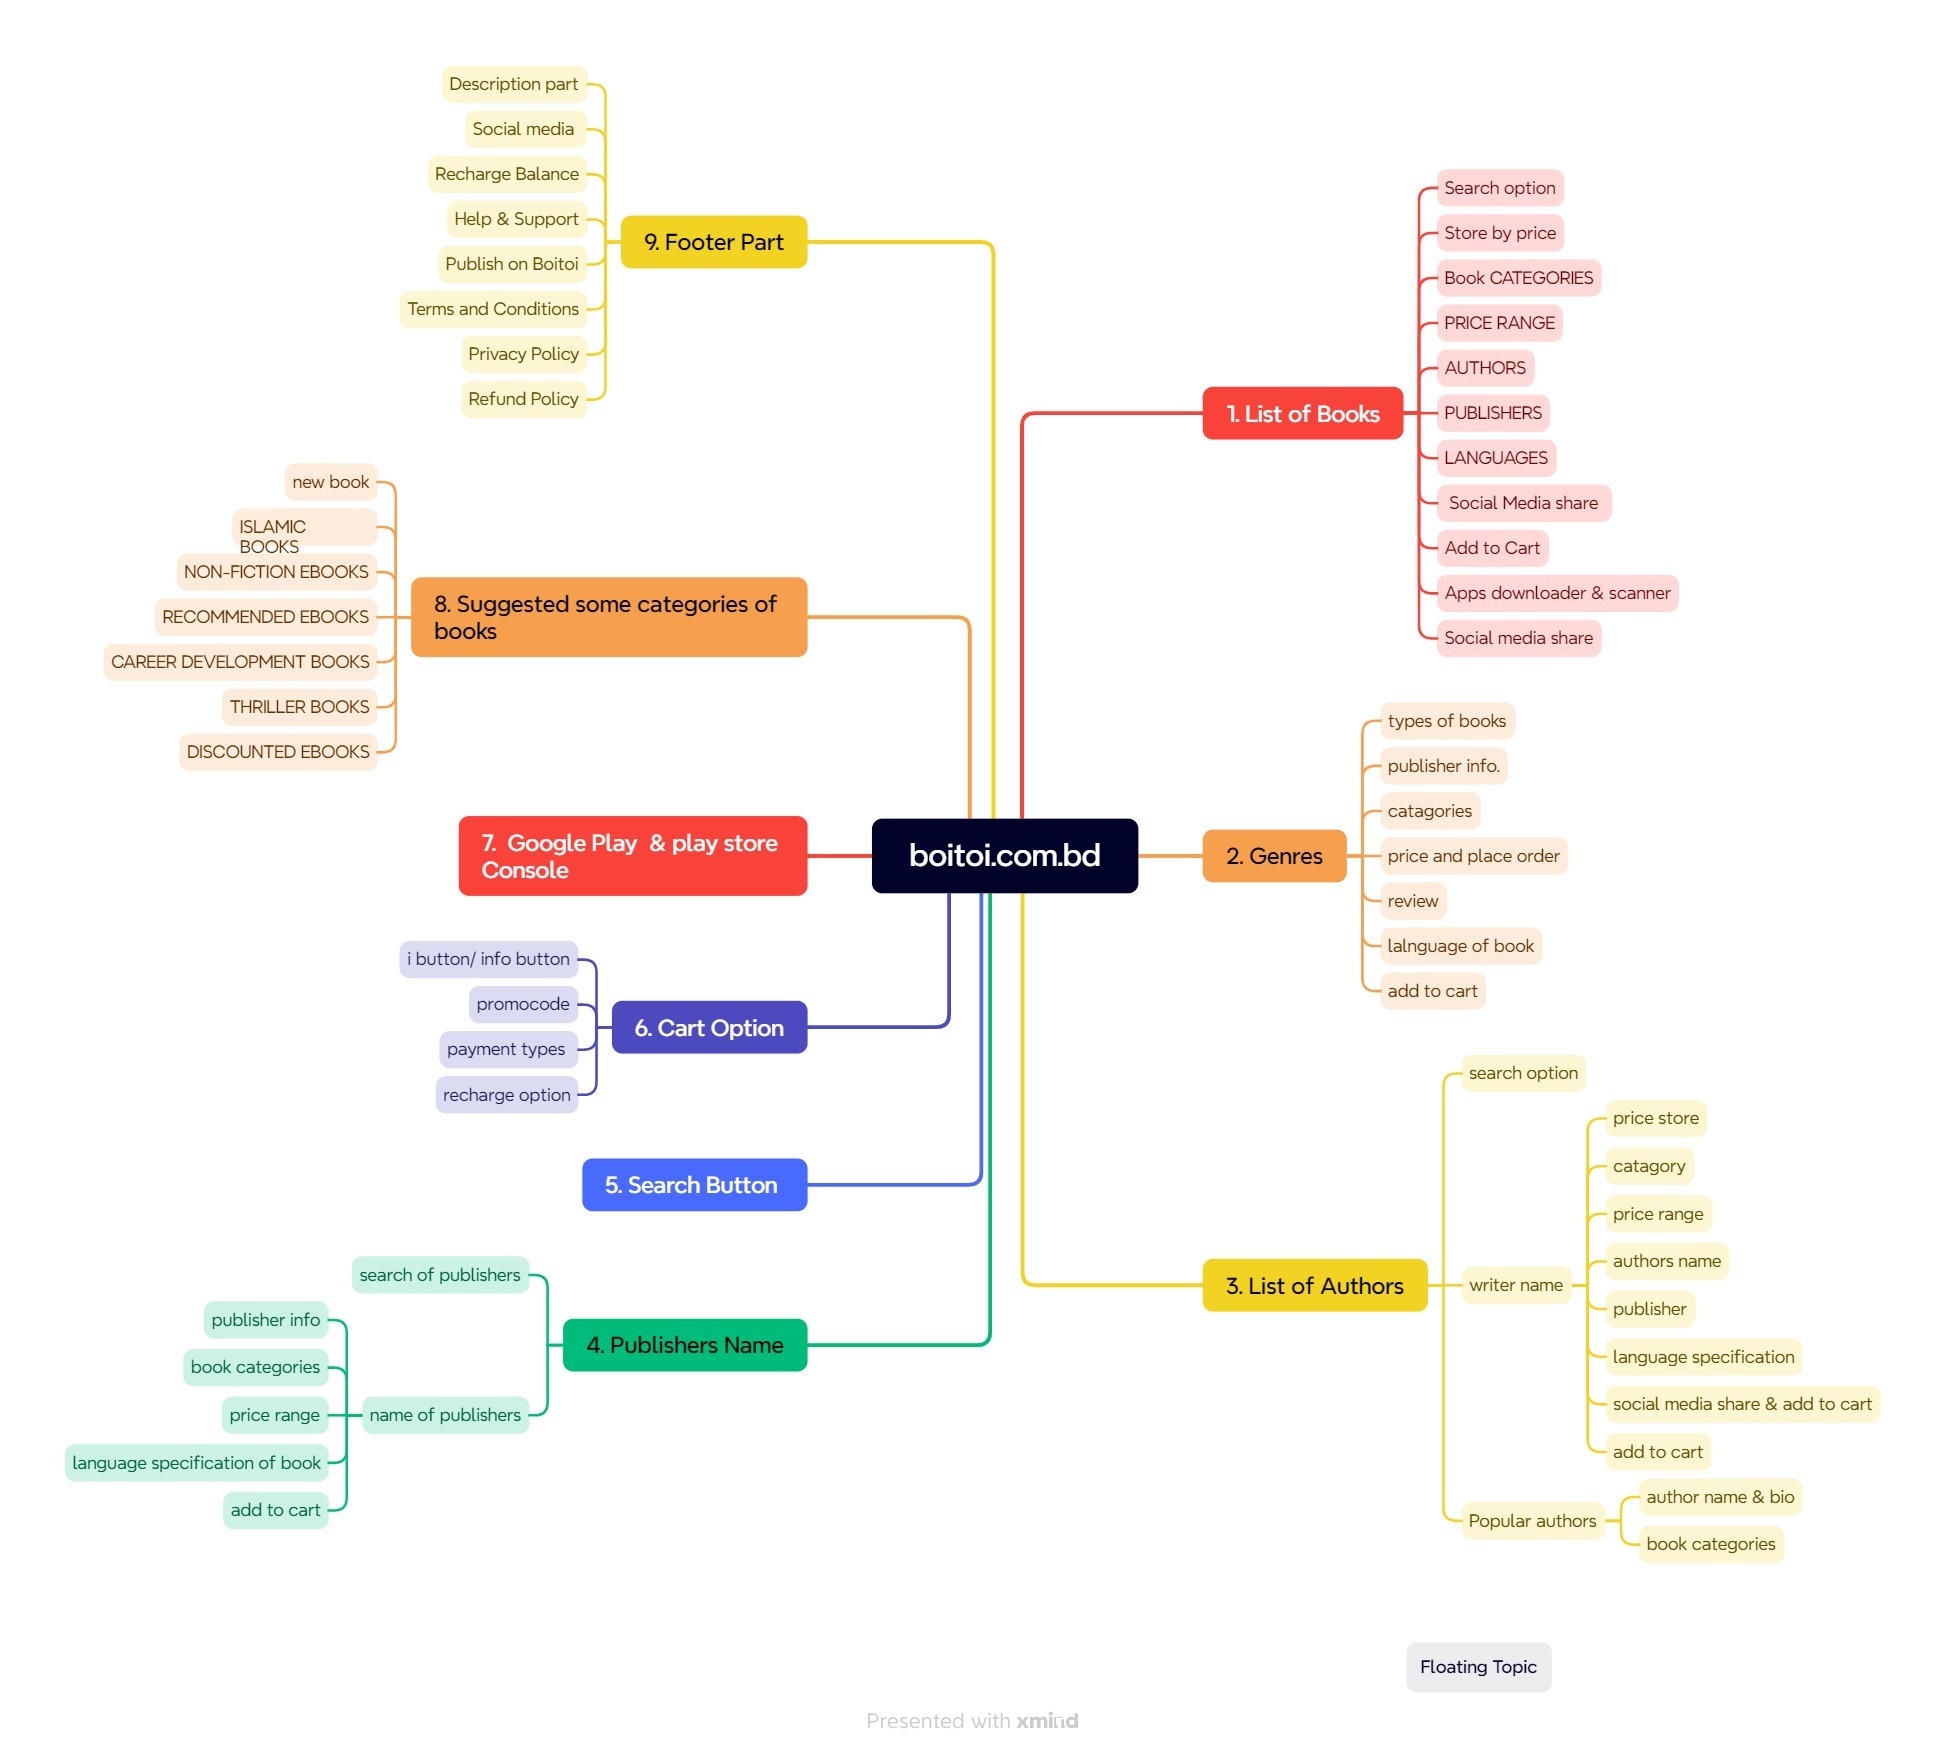 boitoi.com.bd
1. List of Books
Search option
Store by price
Book CATEGORIES
PRICE RANGE
AUTHORS
PUBLISHERS
LANGUAGES
Social Media share
Add to Cart
Apps downloader & scanner
Social media share
2. Genres
types of books
publisher info.
catagories
price and place order
review
lalnguage of book
add to cart
3. List of Authors
search option
writer name
price store
catagory
price range
authors name
publisher
language specification
social media share & add to cart
add to cart
Popular authors
author name & bio
book categories
4. Publishers Name
search of publishers
name of publishers
publisher info
book categories
price range
language specification of book
add to cart
5. Search Button
6. Cart Option
i button/ info button
promocode
payment types
recharge option
7.  Google Play  & play store
Console
8. Suggested some categories of
books
new book
ISLAMIC
BOOKS
NON-FICTION EBOOKS
RECOMMENDED EBOOKS
CAREER DEVELOPMENT BOOKS
THRILLER BOOKS
DISCOUNTED EBOOKS
9. Footer Part
Description part
Social media
Recharge Balance
Help & Support
Publish on Boitoi
Terms and Conditions
Privacy Policy
Refund Policy
Floating Topic
Presented with xmind